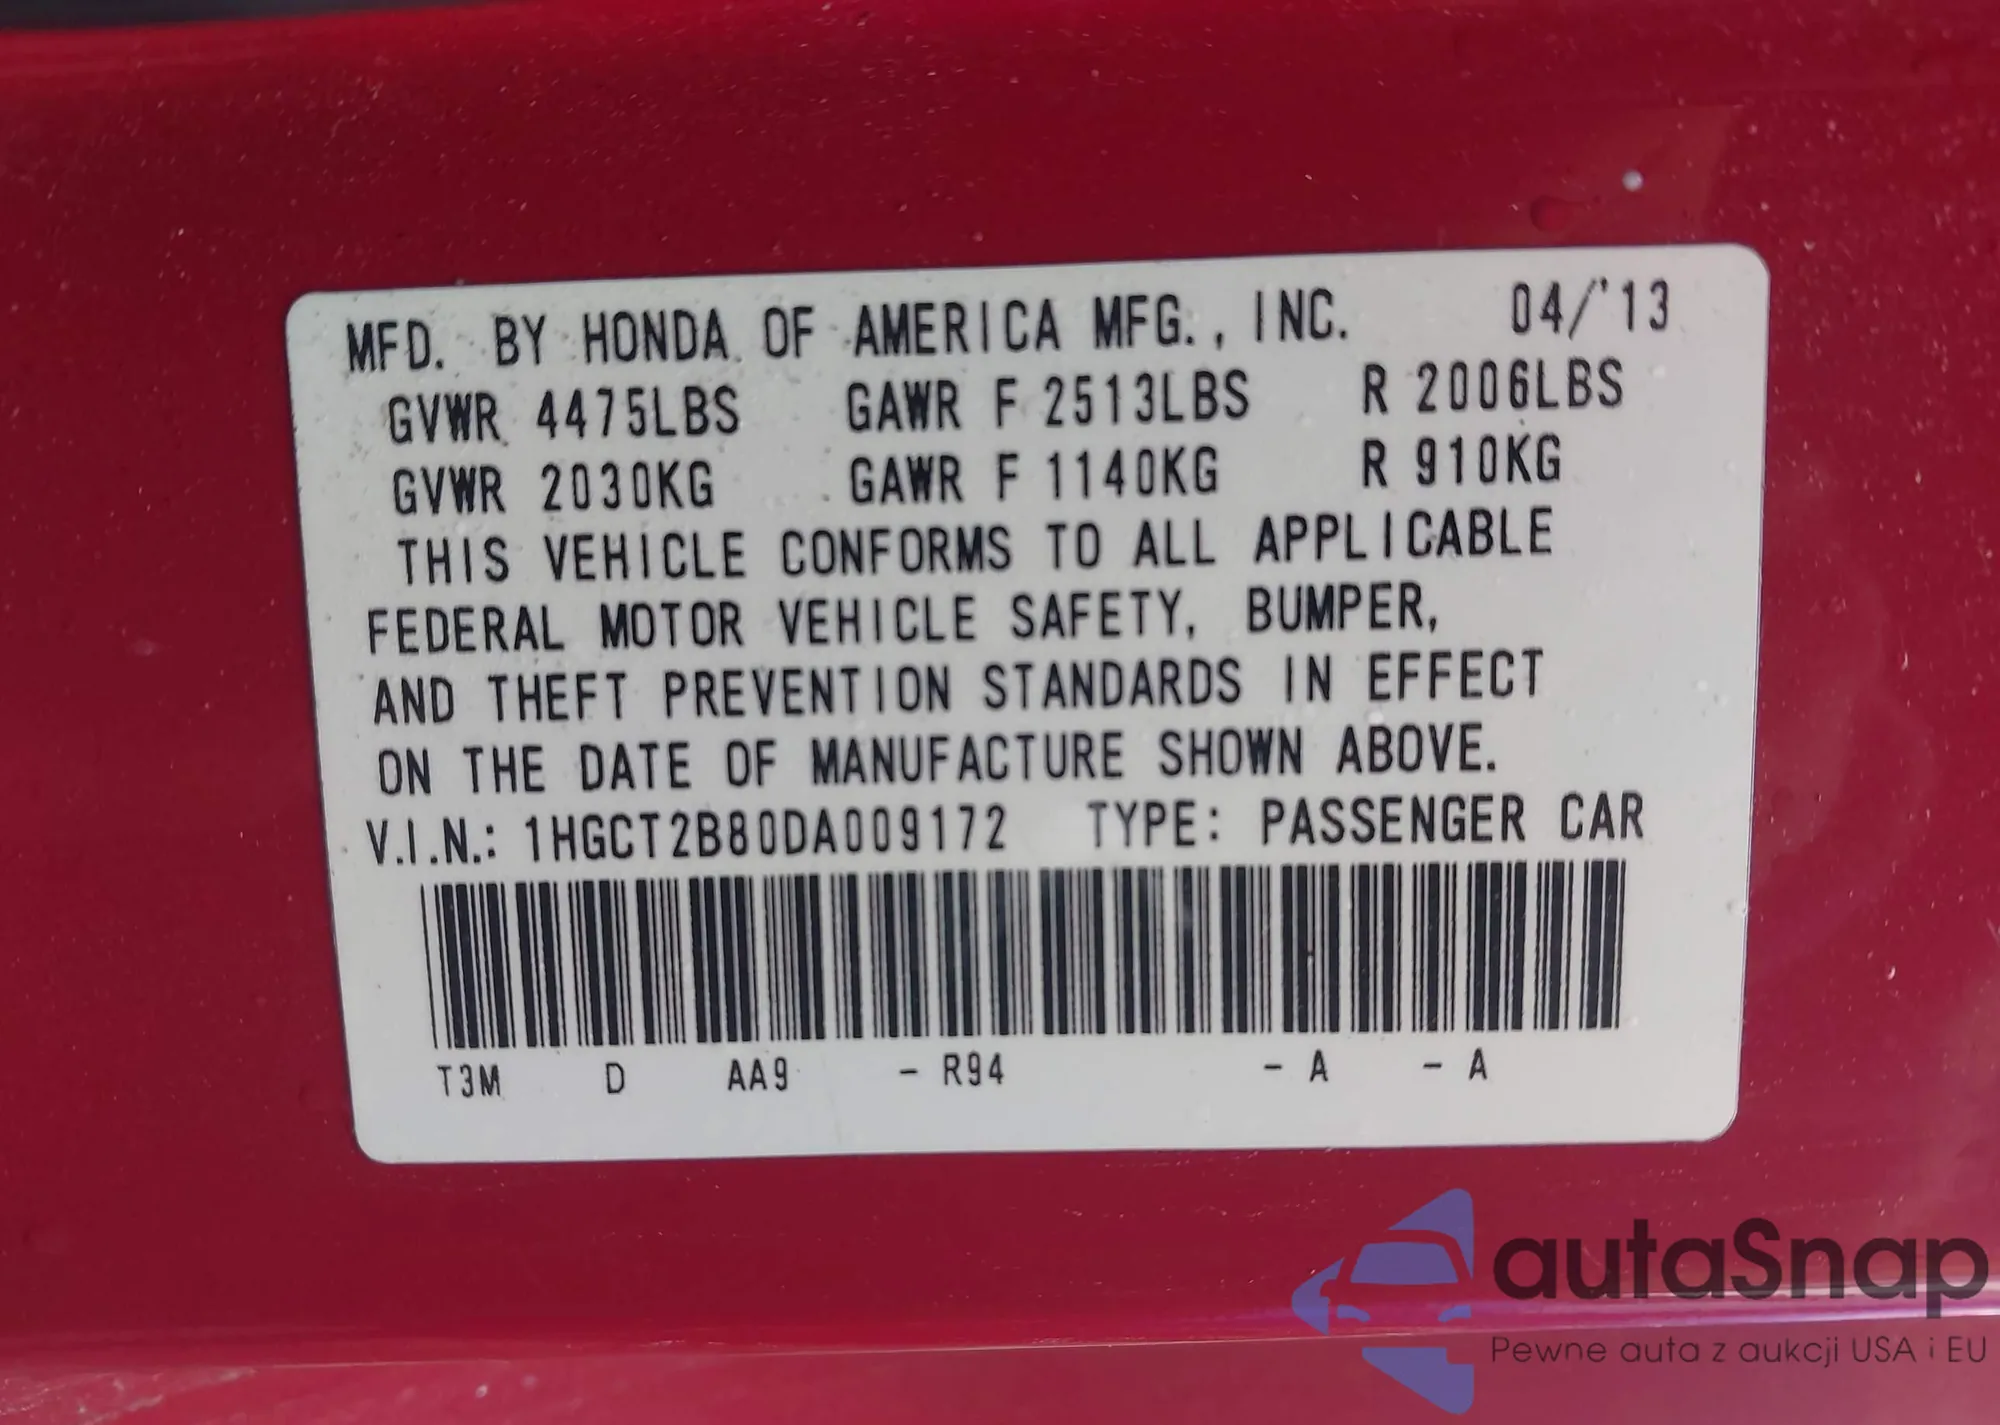 MFD. BY HONDA OF AMERICA MFG., INC. 04/'13
GVWR 4475LBS GAWR F 2513LBS R 2006LBS
GVWR 2030KG GAWR F 1140KG R 910KG
THIS VEHICLE CONFORMS TO ALL APPLICABLE
FEDERAL MOTOR VEHICLE SAFETY, BUMPER,
AND THEFT PREVENTION STANDARDS IN EFFECT
ON THE DATE OF MANUFACTURE SHOWN ABOVE.
V.I.N.: 1HGCT2B80DA009172 TYPE: PASSENGER CAR
T3M D AA9 - R94 - A - A
autaSnap
Pewne auta z aukcji USA i EU